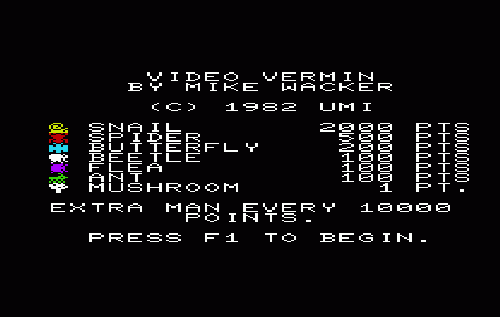 VIDEO VERMIN
BY MIKE WACKER
(C) 1982 UMI
SNAIL 2000 PTS
SPIDER 500 PTS
BUTTERFLY 200 PTS
BEETLE 100 PTS
FLEA 100 PTS
ANT 100 PTS
MUSHROOM 1 PT.
EXTRA MAN EVERY 10000
POINTS.
PRESS F1 TO BEGIN.